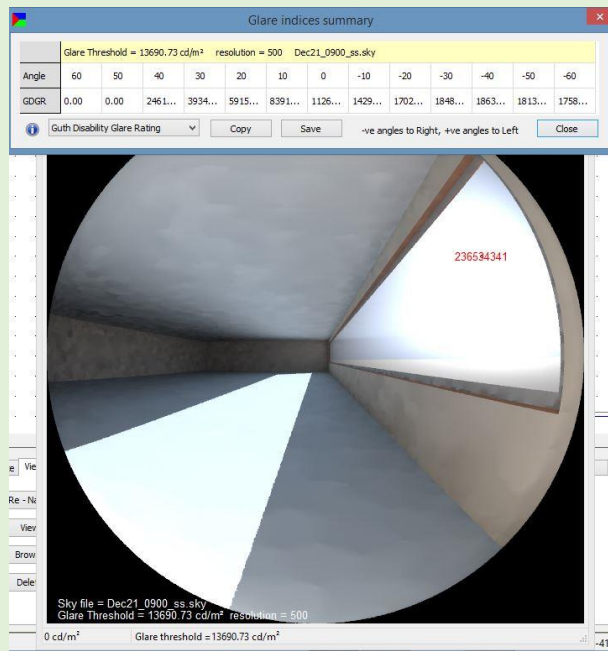 Glare indices summary
Glare Threshold = 13690.73 cd/m² resolution = 500 Dec21_0900_ss.sky
Angle 60 50 40 30 20 10 0 -10 -20 -30 -40 -50 -60
GDGR 0.00 0.00 2461... 3934... 5915... 8391... 1126... 1429... 1702... 1848... 1863... 1813... 1758...
Guth Disability Glare Rating Copy Save -ve angles to Right, +ve angles to Left Close
236534341
Vie
Re - Na
View
Brow
Dele
Sky file = Dec21_0900_ss.sky
Glare Threshold = 13690.73 cd/m² resolution = 500
0 cd/m² Glare threshold =13690.73 cd/m²
-41